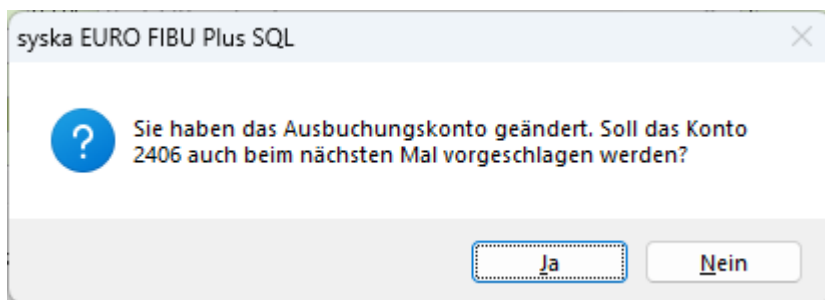 syska EURO FIBU Plus SQL
Sie haben das Ausbuchungskonto geändert. Soll das Konto
2406 auch beim nächsten Mal vorgeschlagen werden?
Ja
Nein